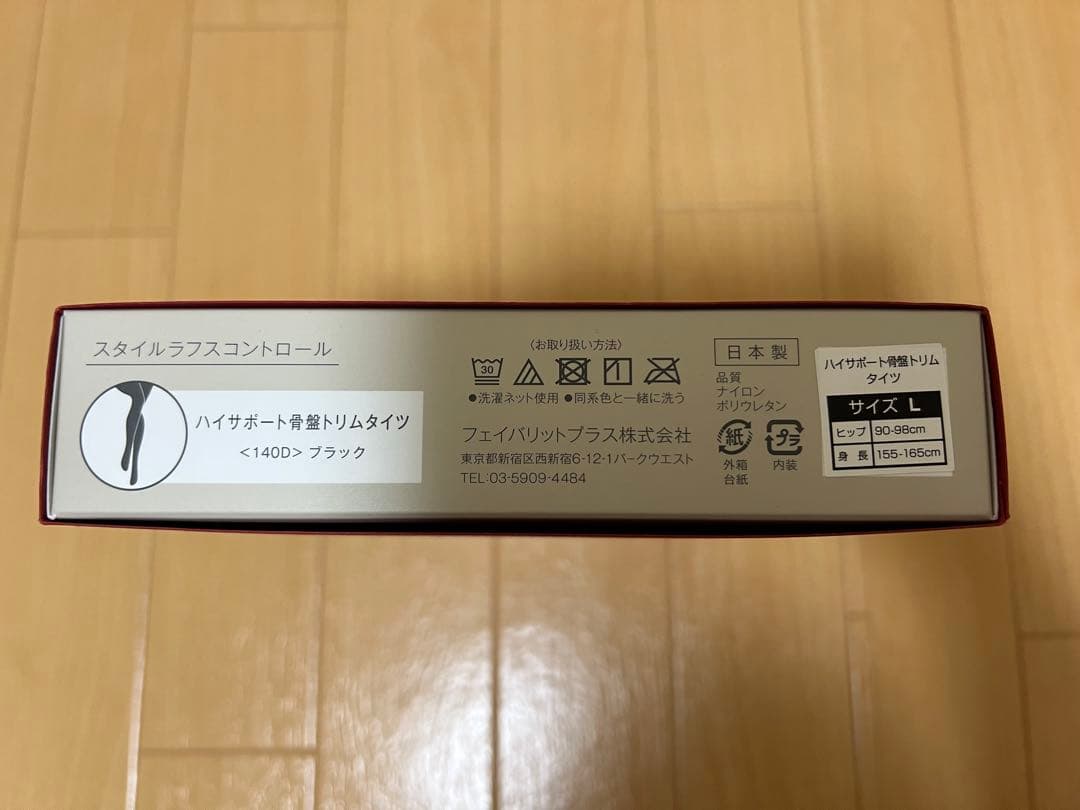 スタイルラフスコントロール
ハイサポート骨盤トリムタイツ
<140D> ブラック
〈お取り扱い方法〉
30
●洗濯ネット使用 ●同系色と一緒に洗う
フェイバリットプラス株式会社
東京都新宿区西新宿6-12-1パークウエスト
TEL:03-5909-4484
日本製
品質
ナイロン
ポリウレタン
紙
外箱
台紙
プラ
内装
ハイサポート骨盤トリム
タイツ
サイズ L
ヒップ 90-98cm
身長 155-165cm